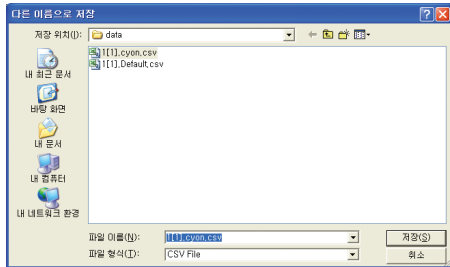 다른 이름으로 저장
저장 위치(I): data
1[1].cyon.csv
1[1].Default.csv
내 최근 문서
바탕 화면
내 문서
내 컴퓨터
내 네트워크 환경
파일 이름(N): 1[1].cyon.csv 저장(S)
파일 형식(T): CSV File 취소